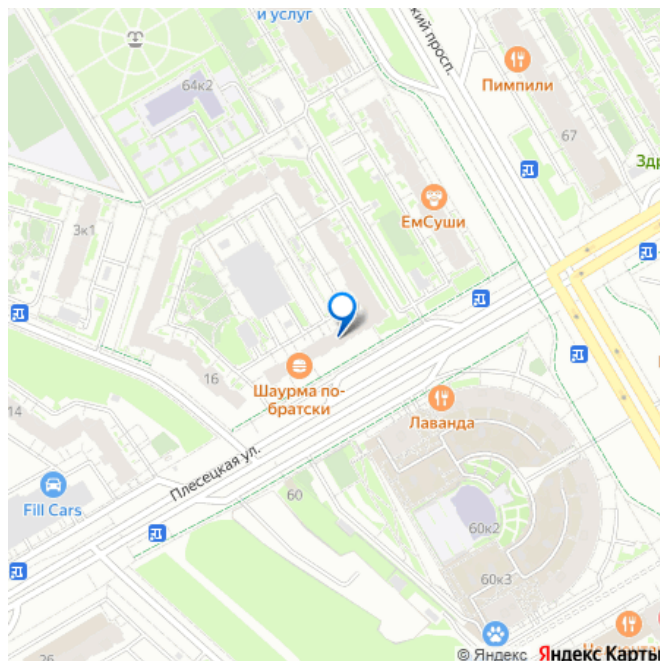 и услуг
ский просп.
64к2
Пимпили
67
Здр
ЕмСуши
3к1
16
Шаурма по-
братски
14
Лаванда
Плесецкая ул.
Fill Cars
60
60к2
60к3
26
© Яндекс Яндекс Карты